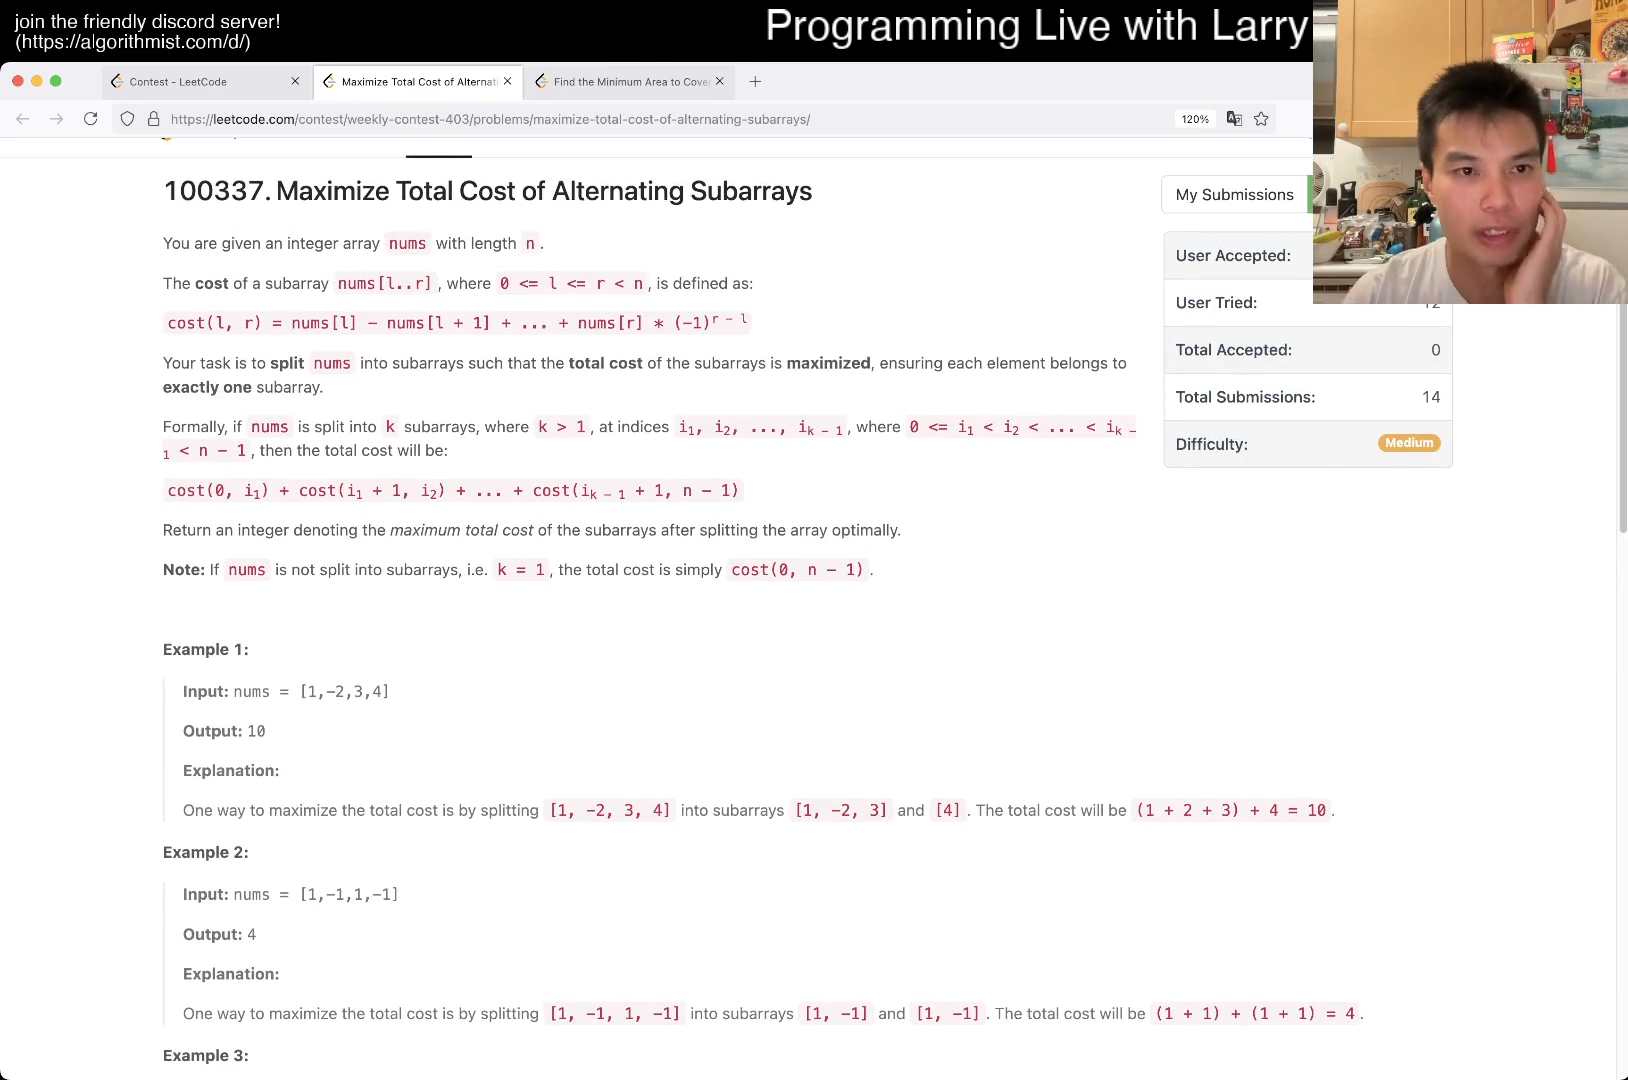 join the friendly discord server!
(https://algorithmist.com/d/)
Programming Live with Larry
Contest - LeetCode
Maximize Total Cost of Alternati
Find the Minimum Area to Cover
https://leetcode.com/contest/weekly-contest-403/problems/maximize-total-cost-of-alternating-subarrays/
120%
100337. Maximize Total Cost of Alternating Subarrays
You are given an integer array nums with length n.
The cost of a subarray nums[l..r], where 0 <= l <= r < n, is defined as:
cost(l, r) = nums[l] - nums[l + 1] + ... + nums[r] * (−1)^r − l
Your task is to split nums into subarrays such that the total cost of the subarrays is maximized, ensuring each element belongs to
exactly one subarray.
Formally, if nums is split into k subarrays, where k > 1, at indices i1, i2, ..., ik − 1, where 0 <= i1 < i2 < ... < ik −
1 < n - 1, then the total cost will be:
cost(0, i1) + cost(i1 + 1, i2) + ... + cost(ik − 1 + 1, n − 1)
Return an integer denoting the maximum total cost of the subarrays after splitting the array optimally.
Note: If nums is not split into subarrays, i.e. k = 1, the total cost is simply cost(0, n - 1).
Example 1:
Input: nums = [1,-2,3,4]
Output: 10
Explanation:
One way to maximize the total cost is by splitting [1, -2, 3, 4] into subarrays [1, -2, 3] and [4]. The total cost will be (1 + 2 + 3) + 4 = 10.
Example 2:
Input: nums = [1,-1,1,-1]
Output: 4
Explanation:
One way to maximize the total cost is by splitting [1, -1, 1, -1] into subarrays [1, -1] and [1, -1]. The total cost will be (1 + 1) + (1 + 1) = 4.
Example 3:
My Submissions
User Accepted:
User Tried: 12
Total Accepted: 0
Total Submissions: 14
Difficulty: Medium